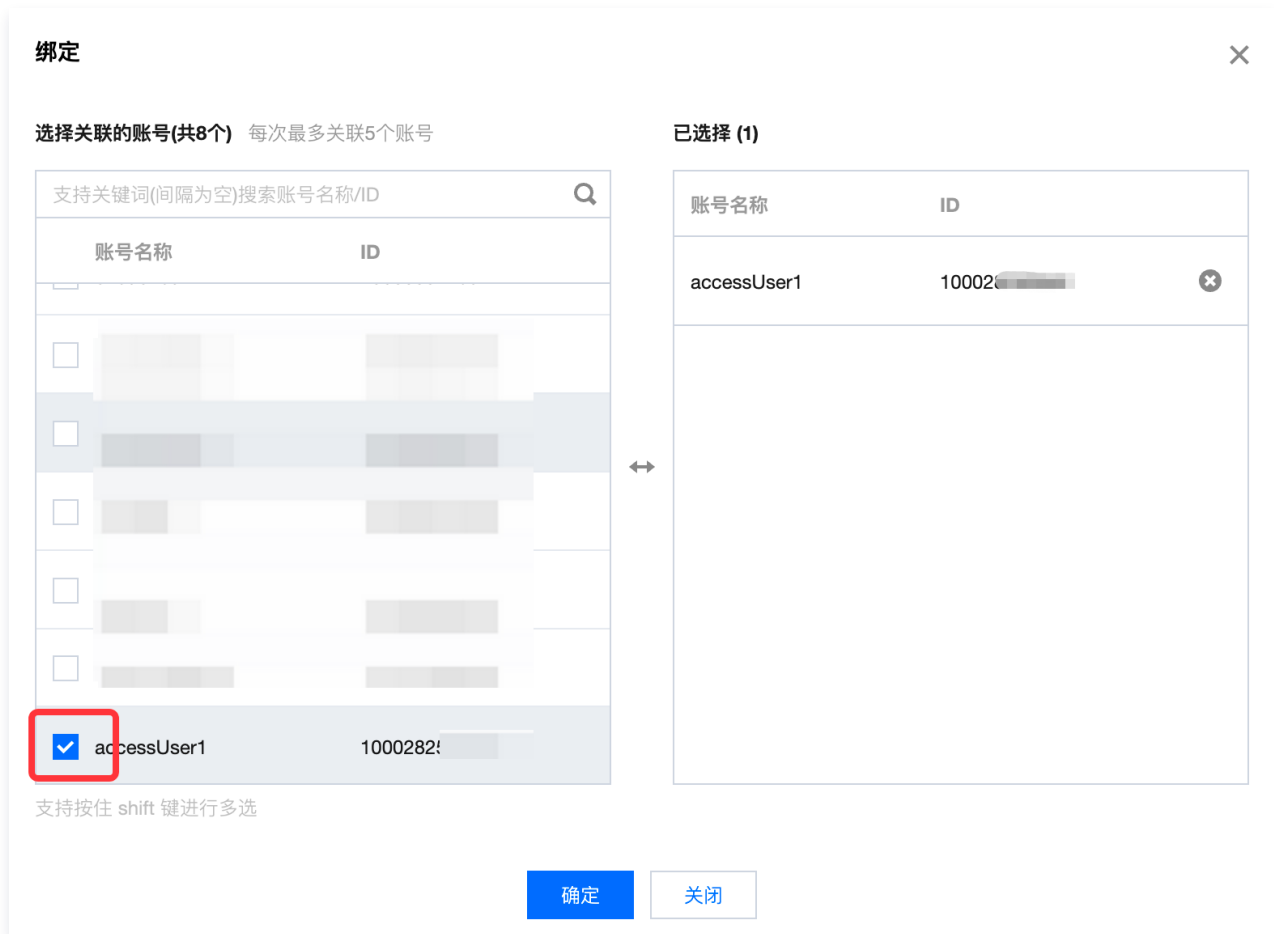 绑定
选择关联的账号(共8个) 每次最多关联5个账号
支持关键词(间隔为空)搜索账号名称/ID
账号名称 ID
accessUser1 1000282
支持按住 shift 键进行多选
已选择 (1)
账号名称 ID
accessUser1 10002
确定 关闭